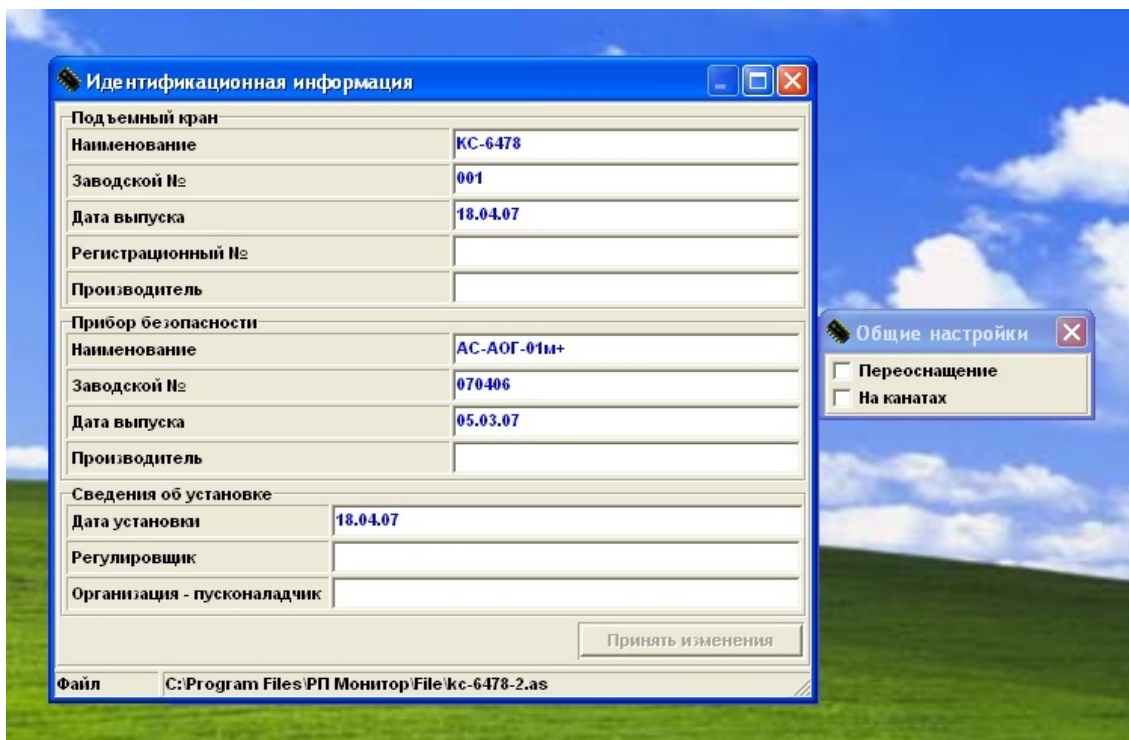 Идентификационная информация
Подъемный кран
Наименование КС-6478
Заводской № 001
Дата выпуска 18.04.07
Регистрационный №
Производитель
Прибор безопасности
Наименование АС-АОГ-01м+
Заводской № 070406
Дата выпуска 05.03.07
Производитель
Сведения об установке
Дата установки 18.04.07
Регулировщик
Организация - пусконаладчик
Принять изменения
Файл C:\Program Files\РП Монитор\File\kc-6478-2.as
Общие настройки
Переоснащение
На канатах